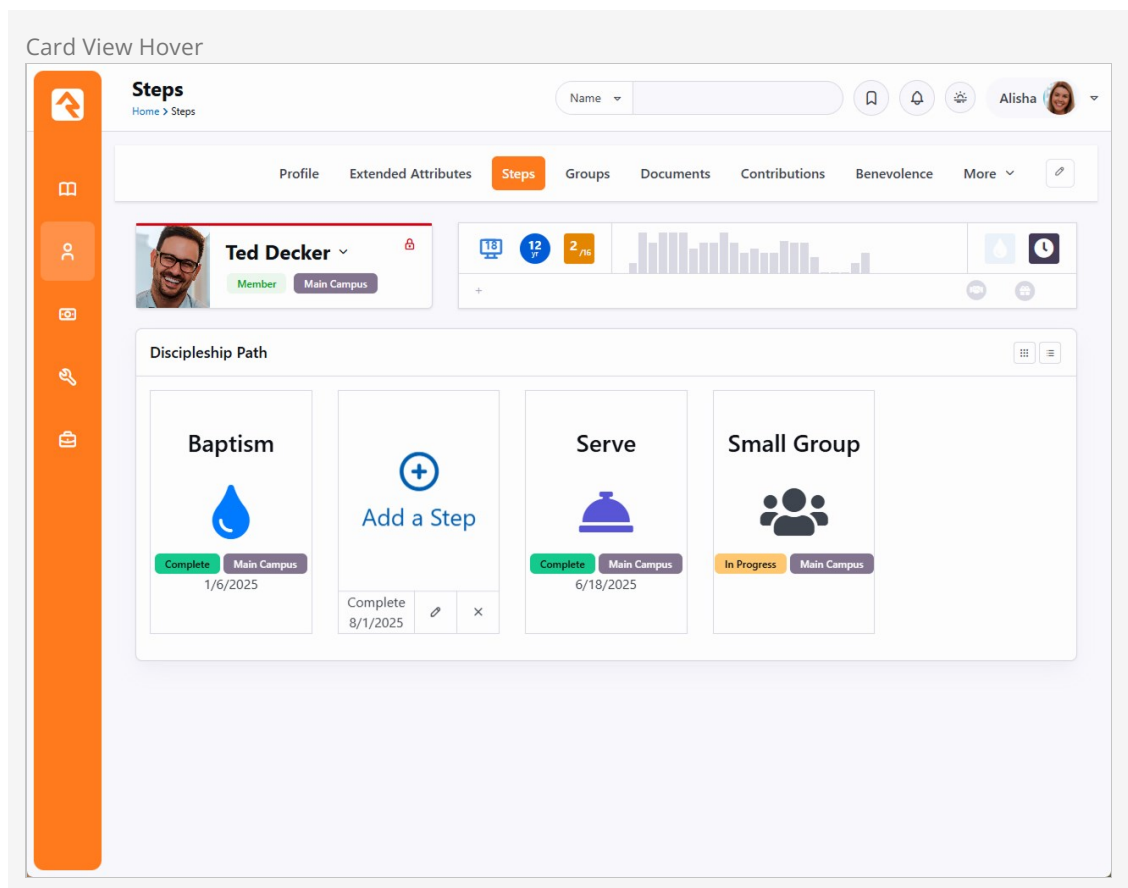 Card View Hover
Steps
Home > Steps
Name
Alisha
Profile Extended Attributes Steps Groups Documents Contributions Benevolence More
Ted Decker
Member Main Campus
18
12 yr
2 /16
+
Discipleship Path
Baptism
Complete Main Campus
1/6/2025
Add a Step
Complete
8/1/2025
Serve
Complete Main Campus
6/18/2025
Small Group
In Progress Main Campus